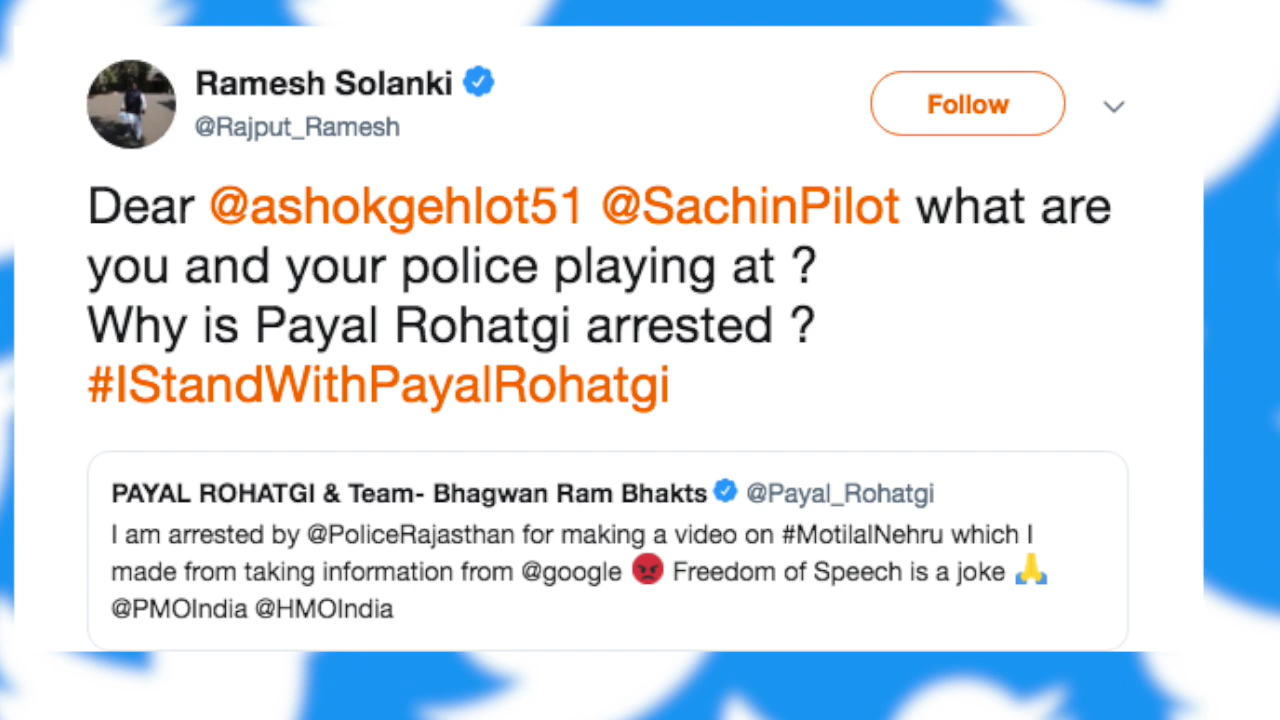 Ramesh Solanki
@Rajput_Ramesh
Follow
Dear @ashokgehlot51 @SachinPilot what are
you and your police playing at ?
Why is Payal Rohatgi arrested ?
#IStandWithPayalRohatgi
PAYAL ROHATGI & Team- Bhagwan Ram Bhakts @Payal_Rohatgi
I am arrested by @PoliceRajasthan for making a video on #MotilalNehru which I
made from taking information from @google 😡 Freedom of Speech is a joke 🙏
@PMOIndia @HMOIndia